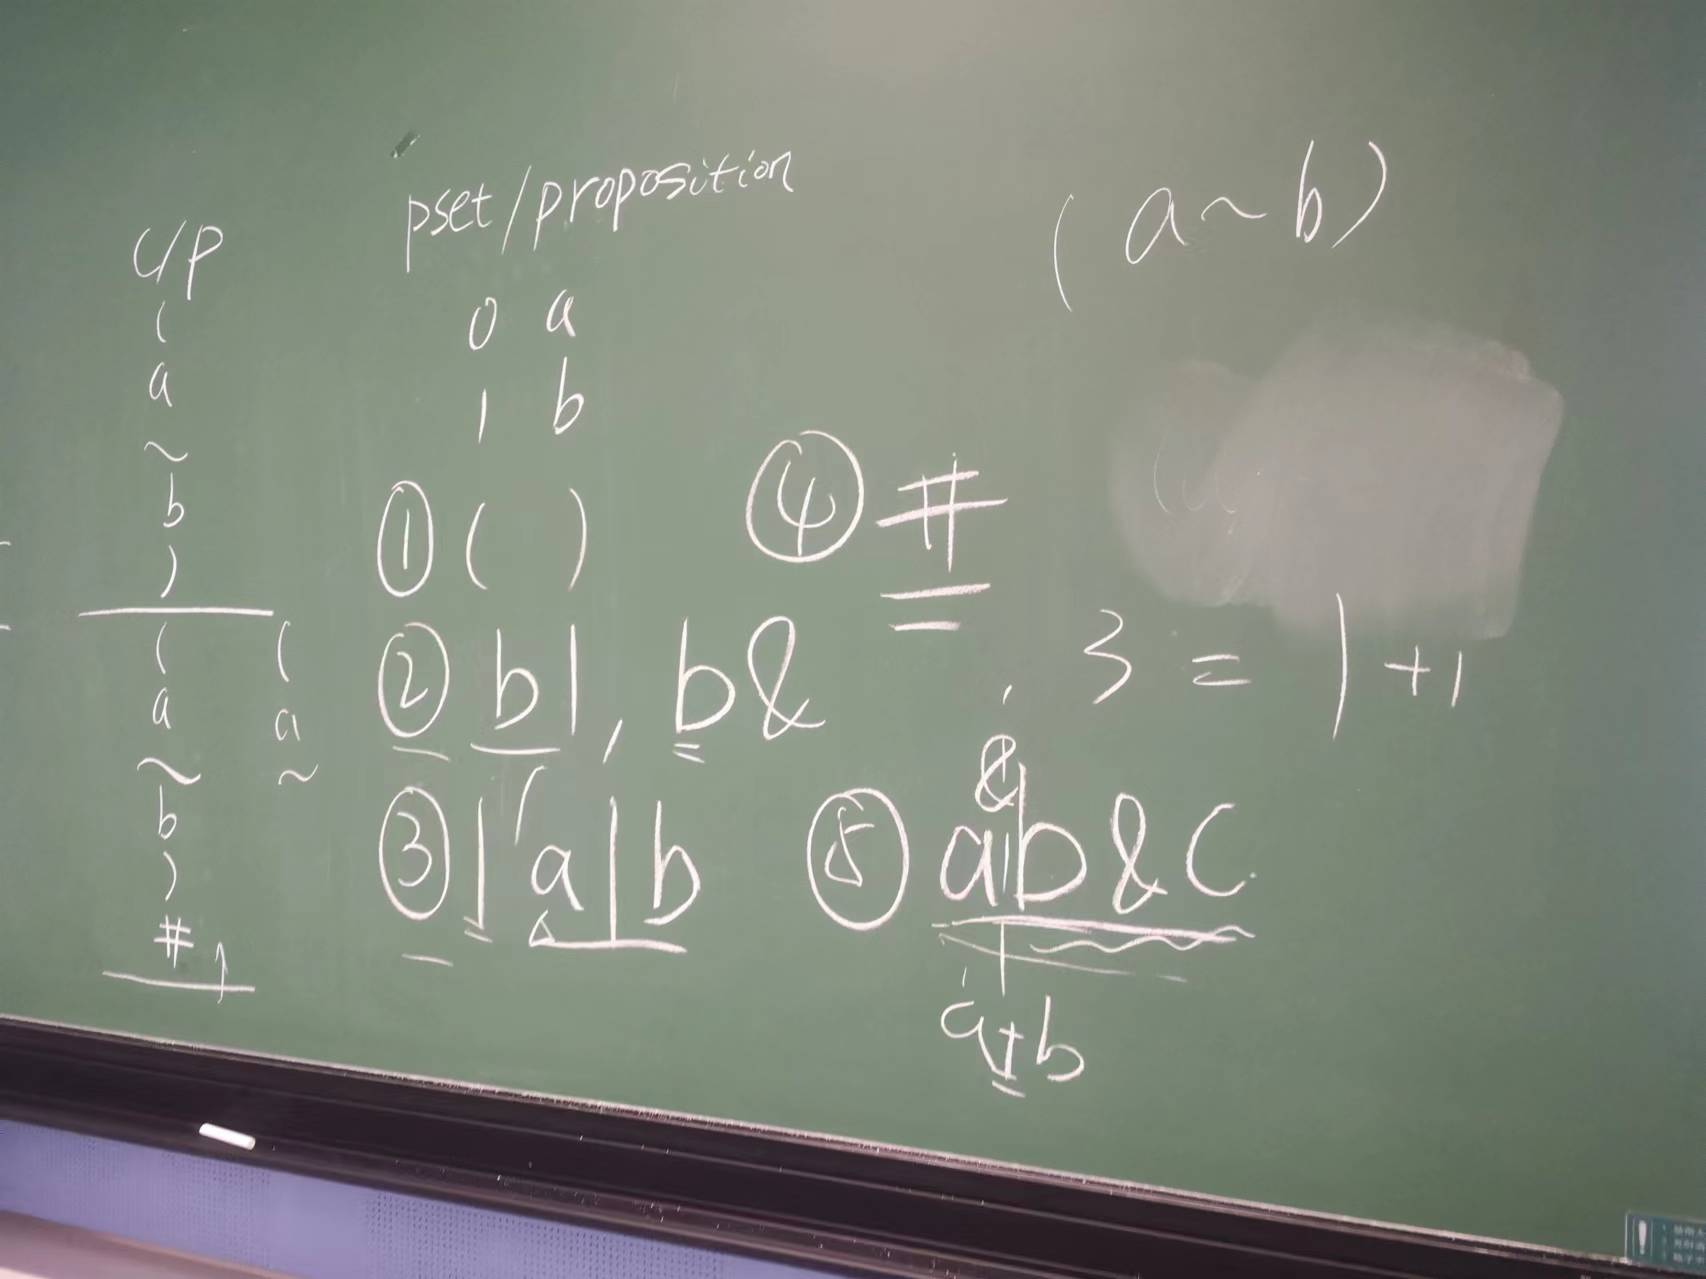 pset/proposition
(a~b)
c/p
(
a
~
b
)
(
a
~
b
)
#
(
a
~
0 a
1 b
① ( )
② b|, b&
③ | a | b
④ #
3 = 1 + 1
&
⑤ a|b & c
a+b